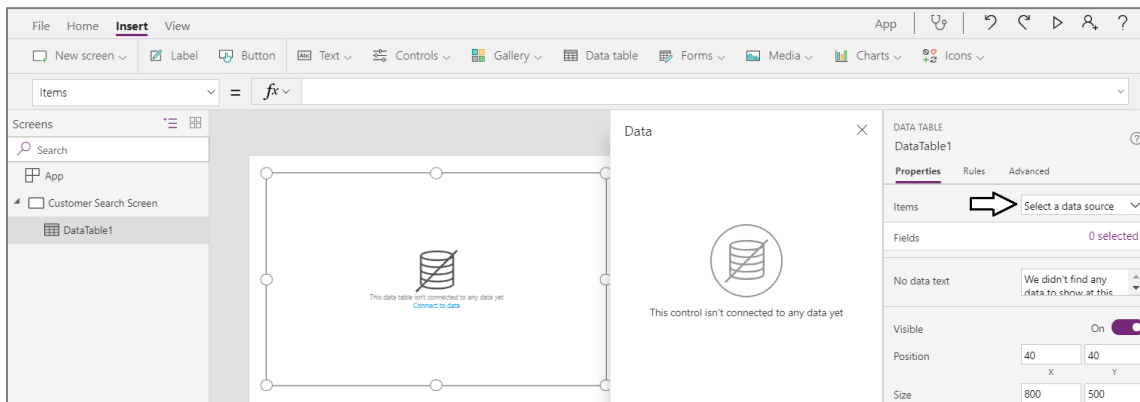 File Home Insert View App ?
New screen Label Button Abc Text Controls Gallery Data table Forms Media Charts Icons
Items = fx
Screens
Search
App
Customer Search Screen
DataTable1
This data table isn't connected to any data yet
Connect to data
Data
This control isn't connected to any data yet
DATA TABLE
DataTable1
?
Properties Rules Advanced
Items Select a data source
Fields 0 selected
No data text We didn't find any
data to show at this
Visible On
Position 40 40
X Y
Size 800 500